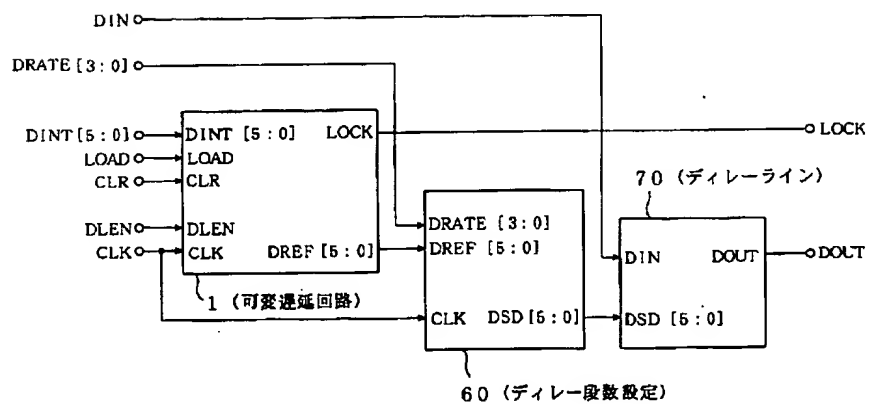 DIN
DRATE [3 : 0]
DINT [5 : 0]
DINT [5 : 0]
LOCK
LOCK
LOAD
LOAD
CLR
CLR
70 (ディレーライン)
DLEN
DLEN
DRATE [3 : 0]
CLK
CLK
DREF [5 : 0]
DREF [5 : 0]
DIN
DOUT
DOUT
1 (可変遅延回路)
CLK
DSD [5 : 0]
DSD [5 : 0]
60 (ディレー段数設定)